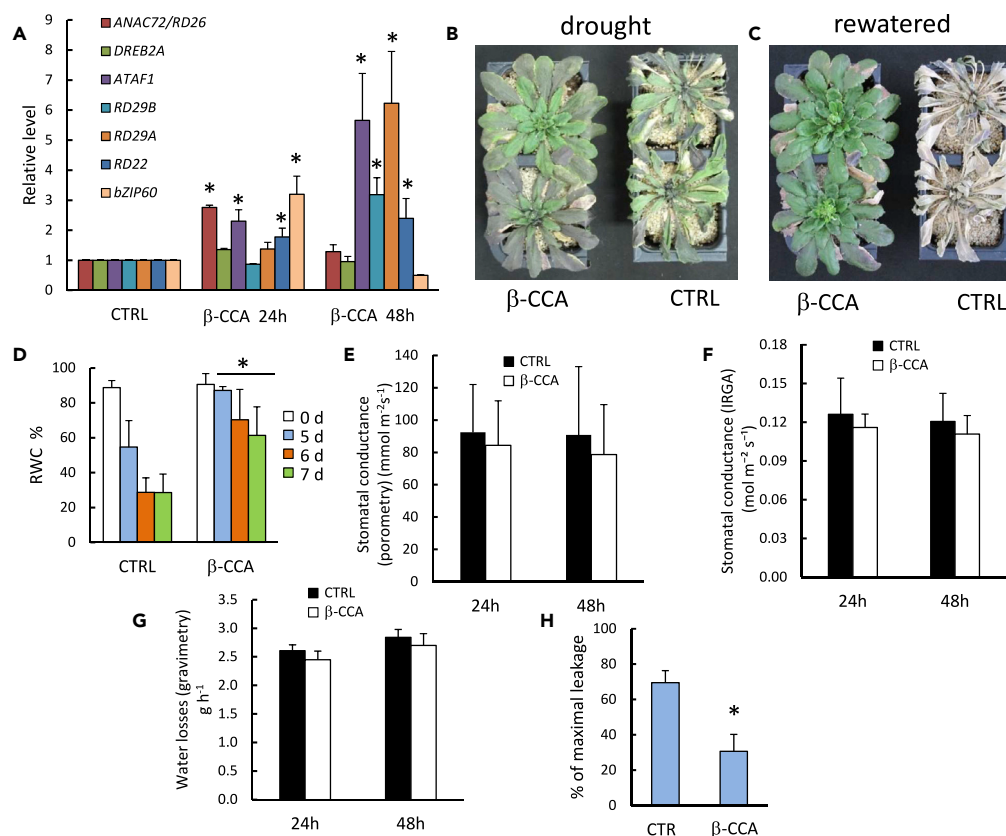 A
Relative level
9
8
7
6
5
4
3
2
1
0
ANAC72/RD26
DREB2A
ATAF1
RD29B
RD29A
RD22
bZIP60
* * * * * * * *
CTRL
β-CCA 24h
β-CCA 48h
B
drought
β-CCA
CTRL
C
rewatered
β-CCA
CTRL
D
RWC %
100
80
60
40
20
0
*
0 d
5 d
6 d
7 d
CTRL
β-CCA
E
Stomatal conductance
(porometry) (mmol m⁻²s⁻¹)
140
120
100
80
60
40
20
0
CTRL
β-CCA
24h
48h
F
Stomatal conductance (IRGA)
(mol m⁻² s⁻¹)
0.18
0.15
0.12
0.09
0.06
0.03
0.00
CTRL
β-CCA
24h
48h
G
Water losses (gravimetry)
g h⁻¹
3.5
3.0
2.5
2.0
1.5
1.0
0.5
0.0
CTRL
β-CCA
24h
48h
H
% of maximal leakage
100
80
60
40
20
0
*
CTR
β-CCA